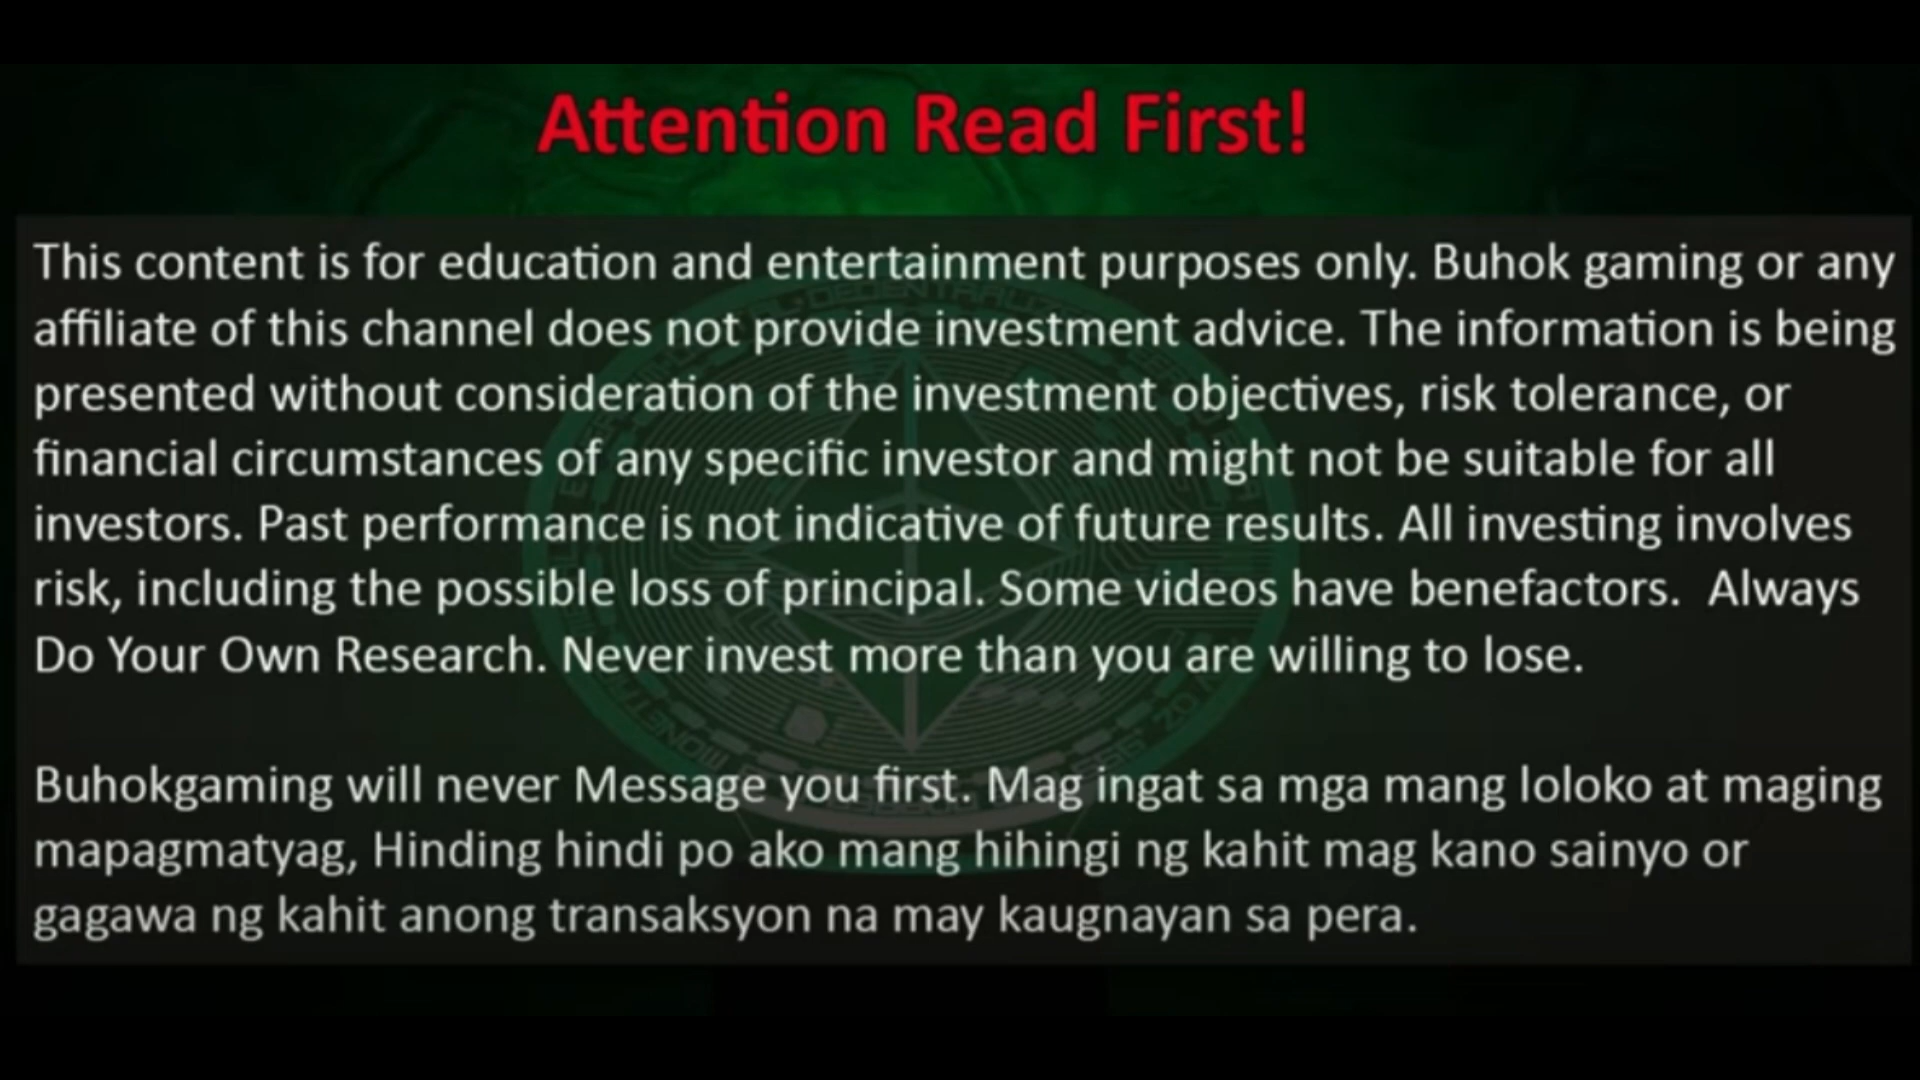 Attention Read First!
This content is for education and entertainment purposes only. Buhok gaming or any
affiliate of this channel does not provide investment advice. The information is being
presented without consideration of the investment objectives, risk tolerance, or
financial circumstances of any specific investor and might not be suitable for all
investors. Past performance is not indicative of future results. All investing involves
risk, including the possible loss of principal. Some videos have benefactors.  Always
Do Your Own Research. Never invest more than you are willing to lose.
Buhokgaming will never Message you first. Mag ingat sa mga mang loloko at maging
mapagmatyag, Hinding hindi po ako mang hihingi ng kahit mag kano sainyo or
gagawa ng kahit anong transaksyon na may kaugnayan sa pera.